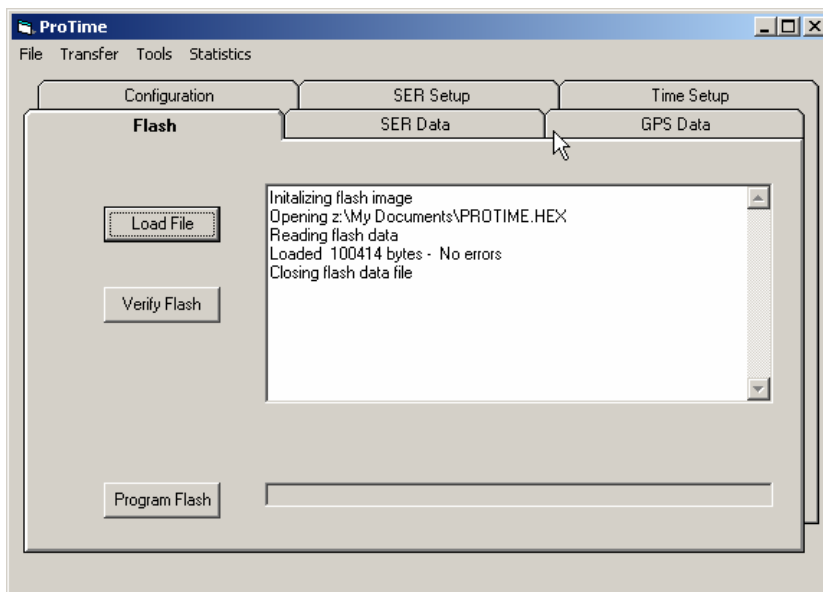 ProTime
File Transfer Tools Statistics
Configuration SER Setup Time Setup
Flash SER Data GPS Data
Load File
Initalizing flash image
Opening z:\My Documents\PROTIME.HEX
Reading flash data
Loaded 100414 bytes - No errors
Closing flash data file
Verify Flash
Program Flash